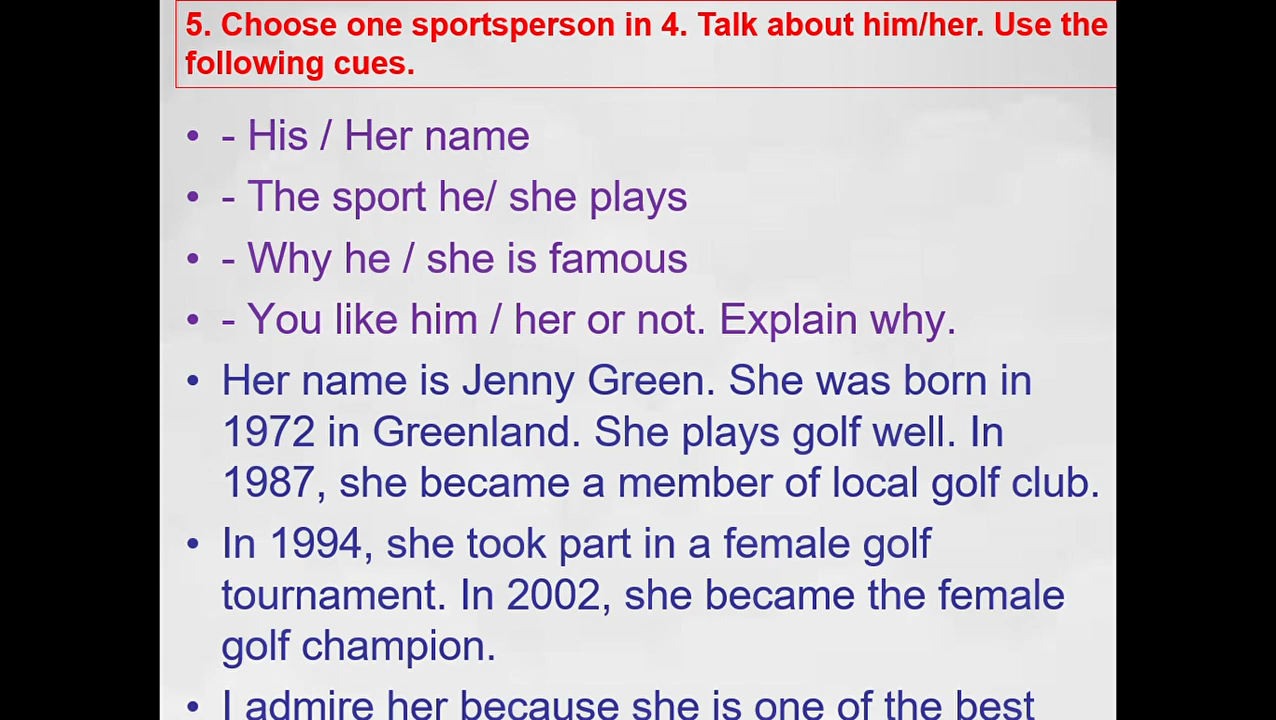 5. Choose one sportsperson in 4. Talk about him/her. Use the
following cues.
• - His / Her name
• - The sport he/ she plays
• - Why he / she is famous
• - You like him / her or not. Explain why.
• Her name is Jenny Green. She was born in
1972 in Greenland. She plays golf well. In
1987, she became a member of local golf club.
• In 1994, she took part in a female golf
tournament. In 2002, she became the female
golf champion.
• I admire her because she is one of the best